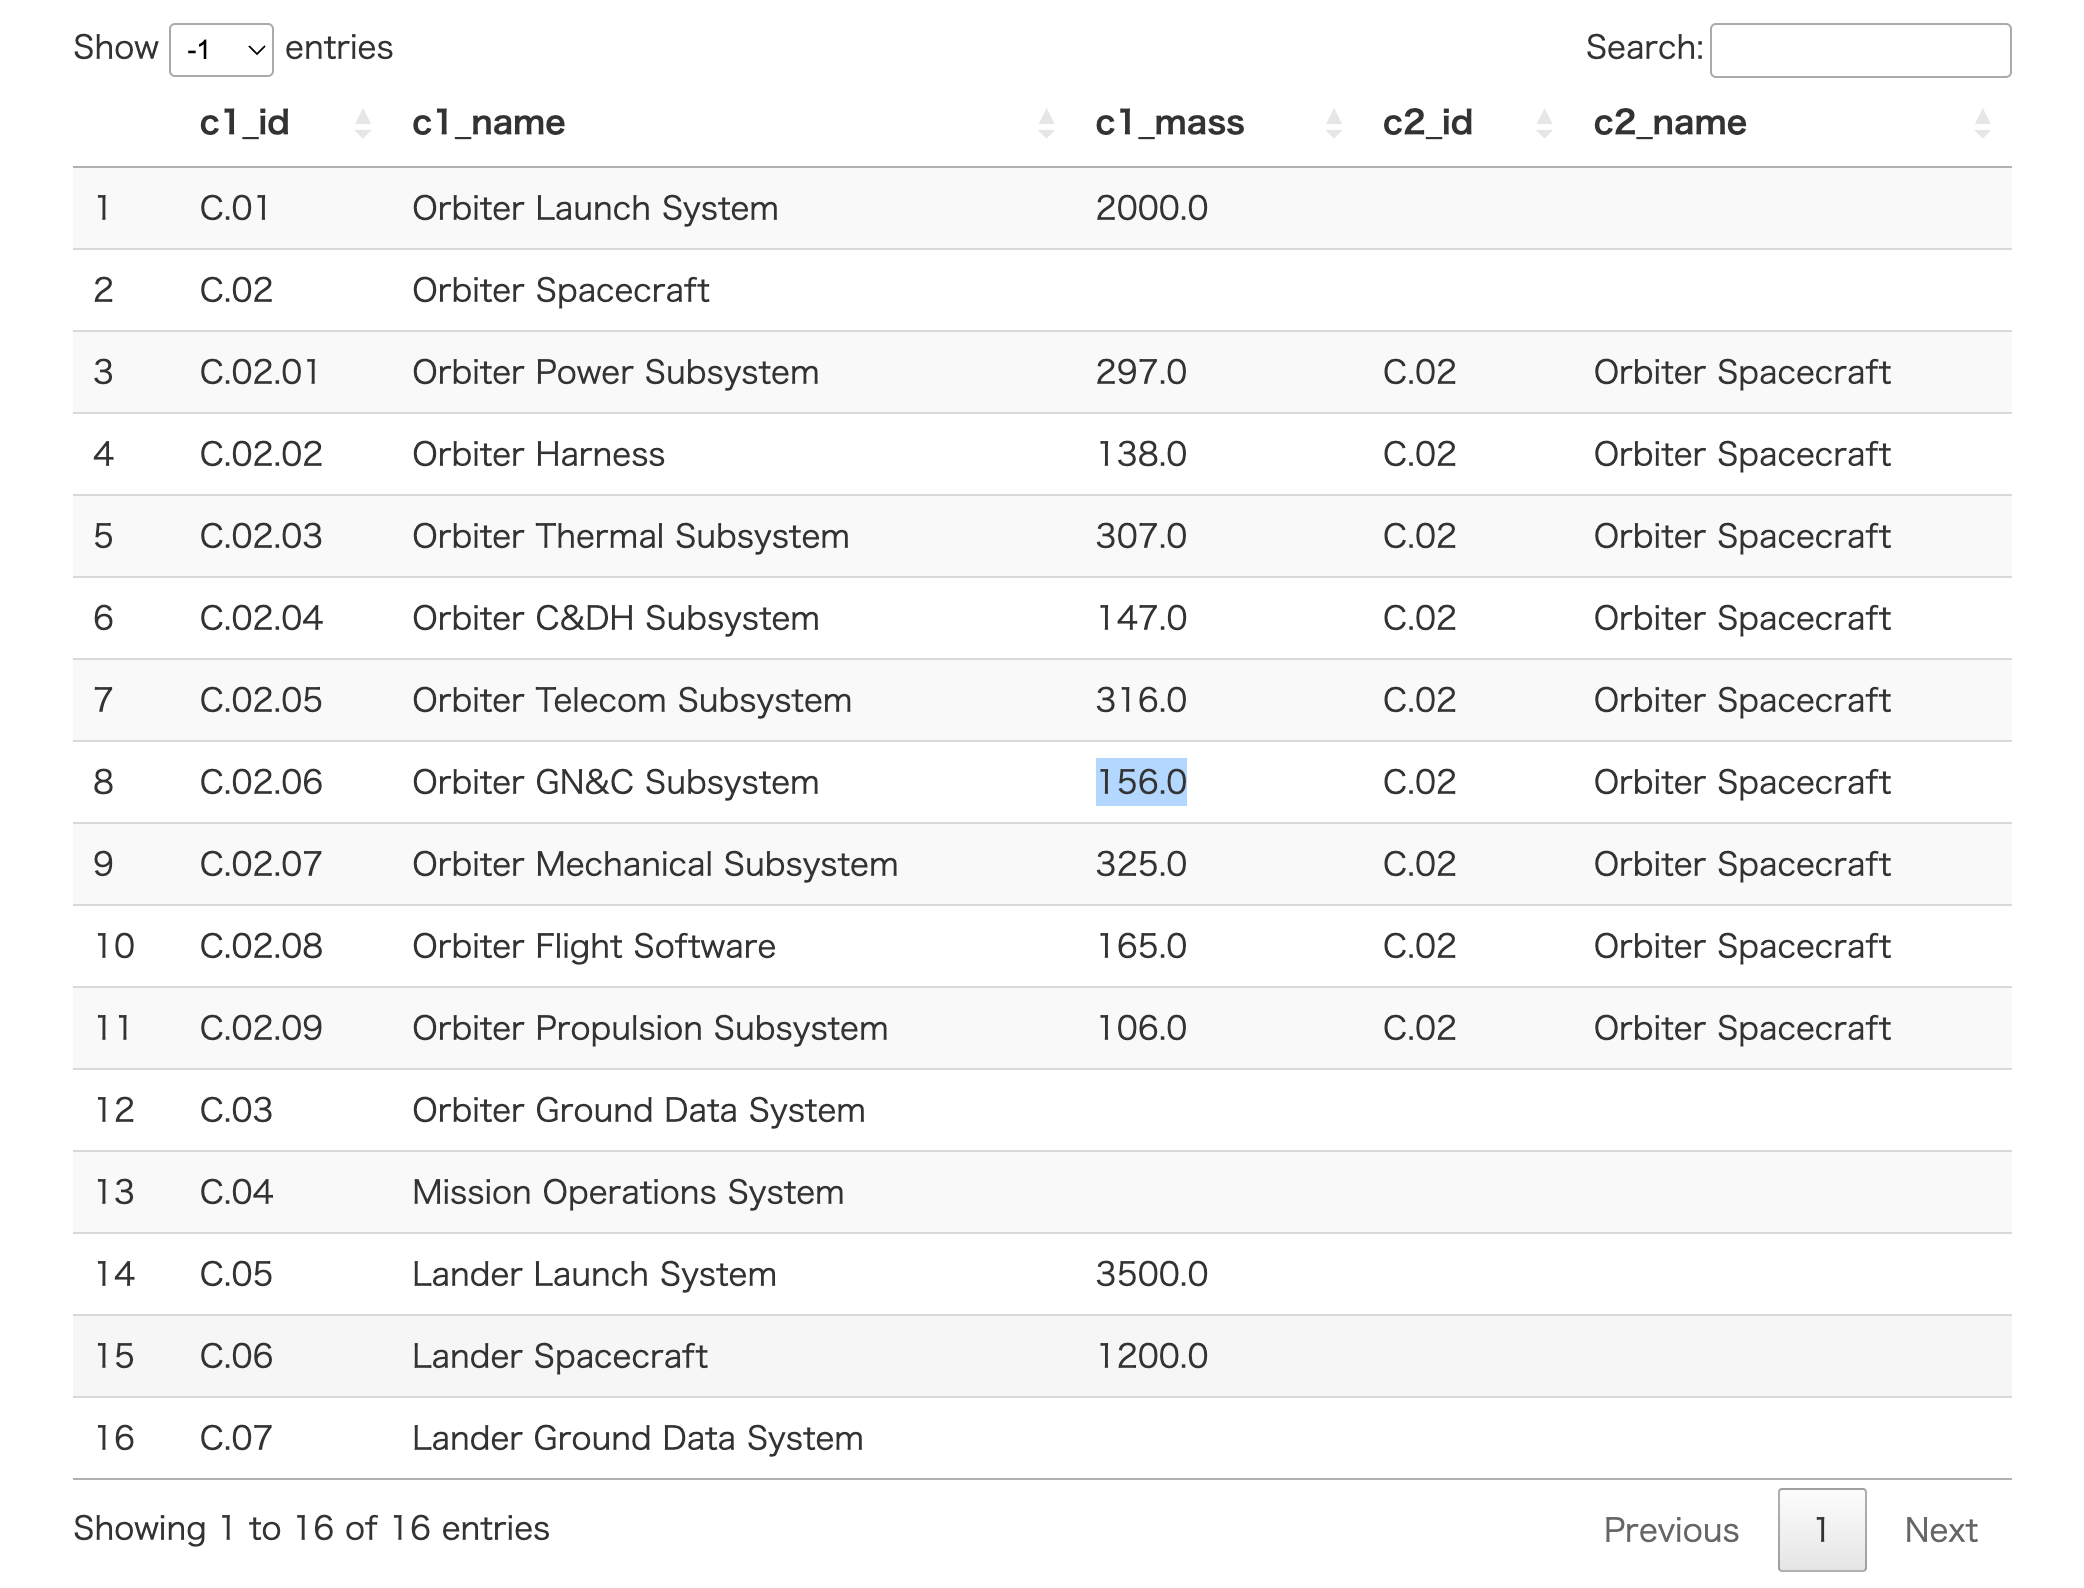 Show -1 entries Search:
c1_id c1_name c1_mass c2_id c2_name
1 C.01 Orbiter Launch System 2000.0
2 C.02 Orbiter Spacecraft
3 C.02.01 Orbiter Power Subsystem 297.0 C.02 Orbiter Spacecraft
4 C.02.02 Orbiter Harness 138.0 C.02 Orbiter Spacecraft
5 C.02.03 Orbiter Thermal Subsystem 307.0 C.02 Orbiter Spacecraft
6 C.02.04 Orbiter C&DH Subsystem 147.0 C.02 Orbiter Spacecraft
7 C.02.05 Orbiter Telecom Subsystem 316.0 C.02 Orbiter Spacecraft
8 C.02.06 Orbiter GN&C Subsystem 156.0 C.02 Orbiter Spacecraft
9 C.02.07 Orbiter Mechanical Subsystem 325.0 C.02 Orbiter Spacecraft
10 C.02.08 Orbiter Flight Software 165.0 C.02 Orbiter Spacecraft
11 C.02.09 Orbiter Propulsion Subsystem 106.0 C.02 Orbiter Spacecraft
12 C.03 Orbiter Ground Data System
13 C.04 Mission Operations System
14 C.05 Lander Launch System 3500.0
15 C.06 Lander Spacecraft 1200.0
16 C.07 Lander Ground Data System
Showing 1 to 16 of 16 entries Previous 1 Next